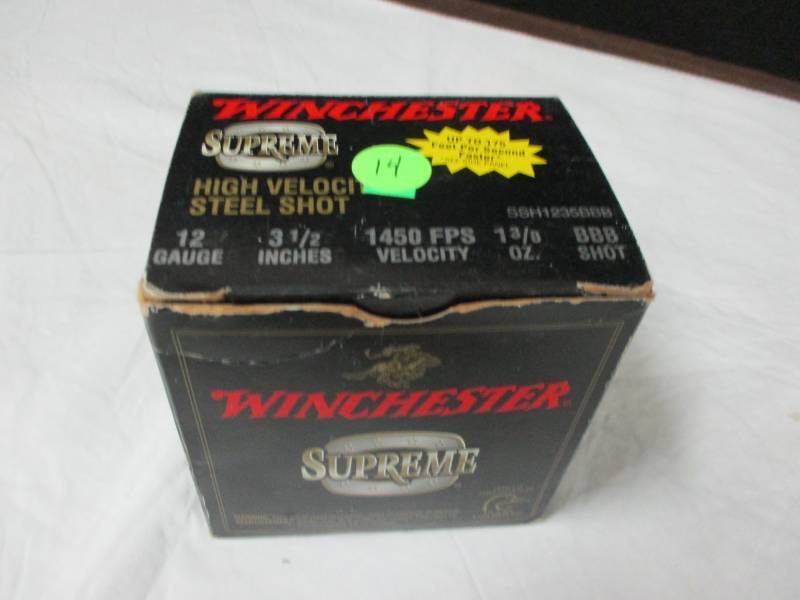 WINCHESTER
SUPREME
UP TO 175
Feet Per Second
Faster
14
HIGH VELOCI
STEEL SHOT
SSH1235BBB
12 3 1/2 1450 FPS 1 3/8 BBB
GAUGE INCHES VELOCITY OZ. SHOT
WINCHESTER
SUPREME